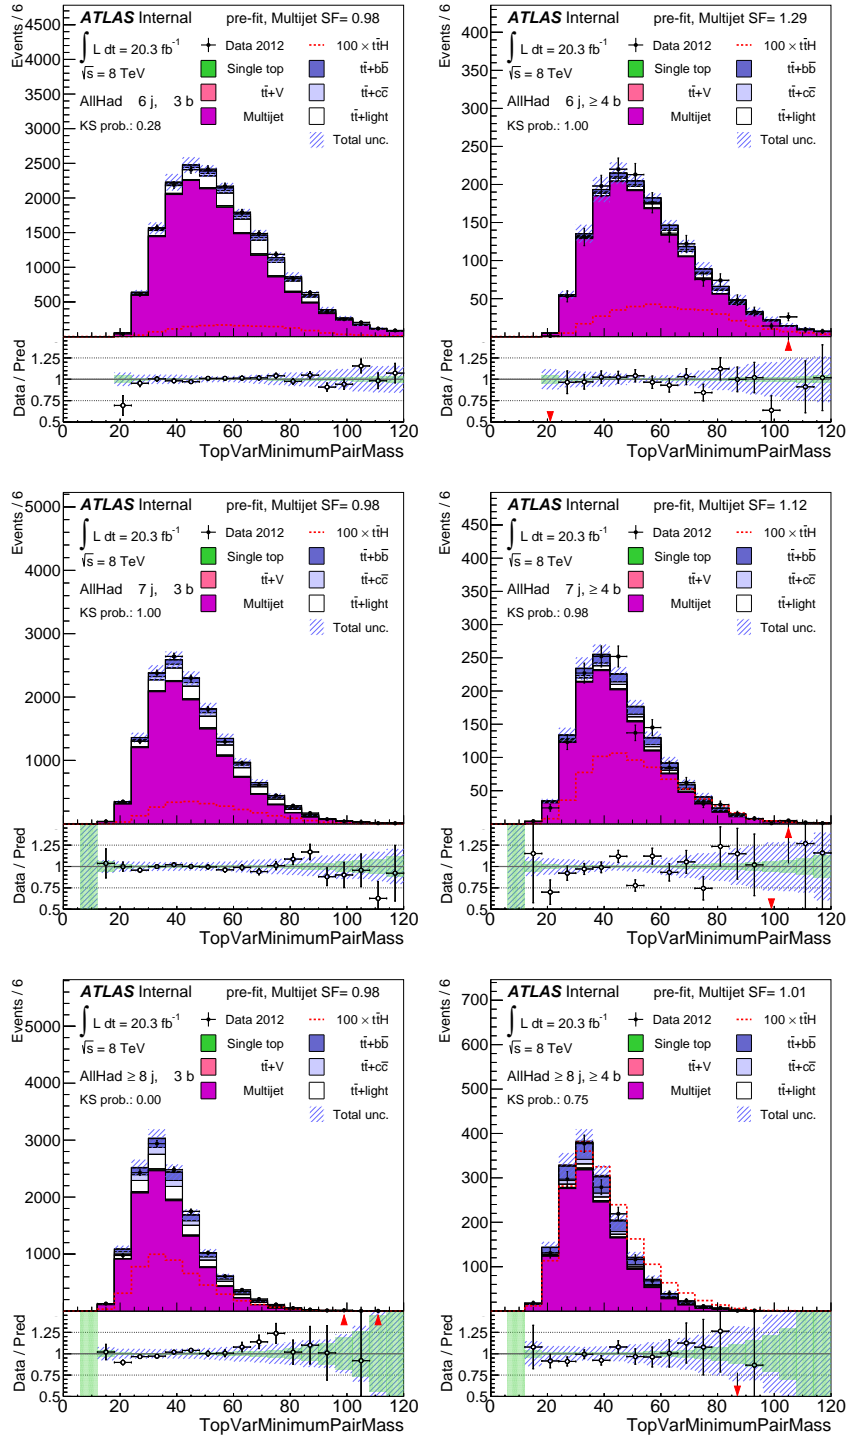 ATLAS Internal pre-fit, Multijet SF= 0.98
∫ L dt = 20.3 fb⁻¹
√s = 8 TeV
AllHad 6 j, 3 b
KS prob.: 0.28
Data 2012 100 × tt̄H
Single top tt̄+bb̄
tt̄+V tt̄+cc̄
Multijet tt̄+light
Total unc.
Events / 6
4500
4000
3500
3000
2500
2000
1500
1000
500
Data / Pred
1.25
1
0.75
0.5
0 20 40 60 80 100 120
TopVarMinimumPairMass
ATLAS Internal pre-fit, Multijet SF= 1.29
∫ L dt = 20.3 fb⁻¹
√s = 8 TeV
AllHad 6 j, ≥ 4 b
KS prob.: 1.00
Data 2012 100 × tt̄H
Single top tt̄+bb̄
tt̄+V tt̄+cc̄
Multijet tt̄+light
Total unc.
Events / 6
400
350
300
250
200
150
100
50
Data / Pred
1.25
1
0.75
0.5
0 20 40 60 80 100 120
TopVarMinimumPairMass
ATLAS Internal pre-fit, Multijet SF= 0.98
∫ L dt = 20.3 fb⁻¹
√s = 8 TeV
AllHad 7 j, 3 b
KS prob.: 1.00
Data 2012 100 × tt̄H
Single top tt̄+bb̄
tt̄+V tt̄+cc̄
Multijet tt̄+light
Total unc.
Events / 6
5000
4000
3000
2000
1000
Data / Pred
1.25
1
0.75
0.5
0 20 40 60 80 100 120
TopVarMinimumPairMass
ATLAS Internal pre-fit, Multijet SF= 1.12
∫ L dt = 20.3 fb⁻¹
√s = 8 TeV
AllHad 7 j, ≥ 4 b
KS prob.: 0.98
Data 2012 100 × tt̄H
Single top tt̄+bb̄
tt̄+V tt̄+cc̄
Multijet tt̄+light
Total unc.
Events / 6
450
400
350
300
250
200
150
100
50
Data / Pred
1.25
1
0.75
0.5
0 20 40 60 80 100 120
TopVarMinimumPairMass
ATLAS Internal pre-fit, Multijet SF= 0.98
∫ L dt = 20.3 fb⁻¹
√s = 8 TeV
AllHad ≥ 8 j, 3 b
KS prob.: 0.00
Data 2012 100 × tt̄H
Single top tt̄+bb̄
tt̄+V tt̄+cc̄
Multijet tt̄+light
Total unc.
Events / 6
5000
4000
3000
2000
1000
Data / Pred
1.25
1
0.75
0.5
0 20 40 60 80 100 120
TopVarMinimumPairMass
ATLAS Internal pre-fit, Multijet SF= 1.01
∫ L dt = 20.3 fb⁻¹
√s = 8 TeV
AllHad ≥ 8 j, ≥ 4 b
KS prob.: 0.75
Data 2012 100 × tt̄H
Single top tt̄+bb̄
tt̄+V tt̄+cc̄
Multijet tt̄+light
Total unc.
Events / 6
700
600
500
400
300
200
100
Data / Pred
1.25
1
0.75
0.5
0 20 40 60 80 100 120
TopVarMinimumPairMass